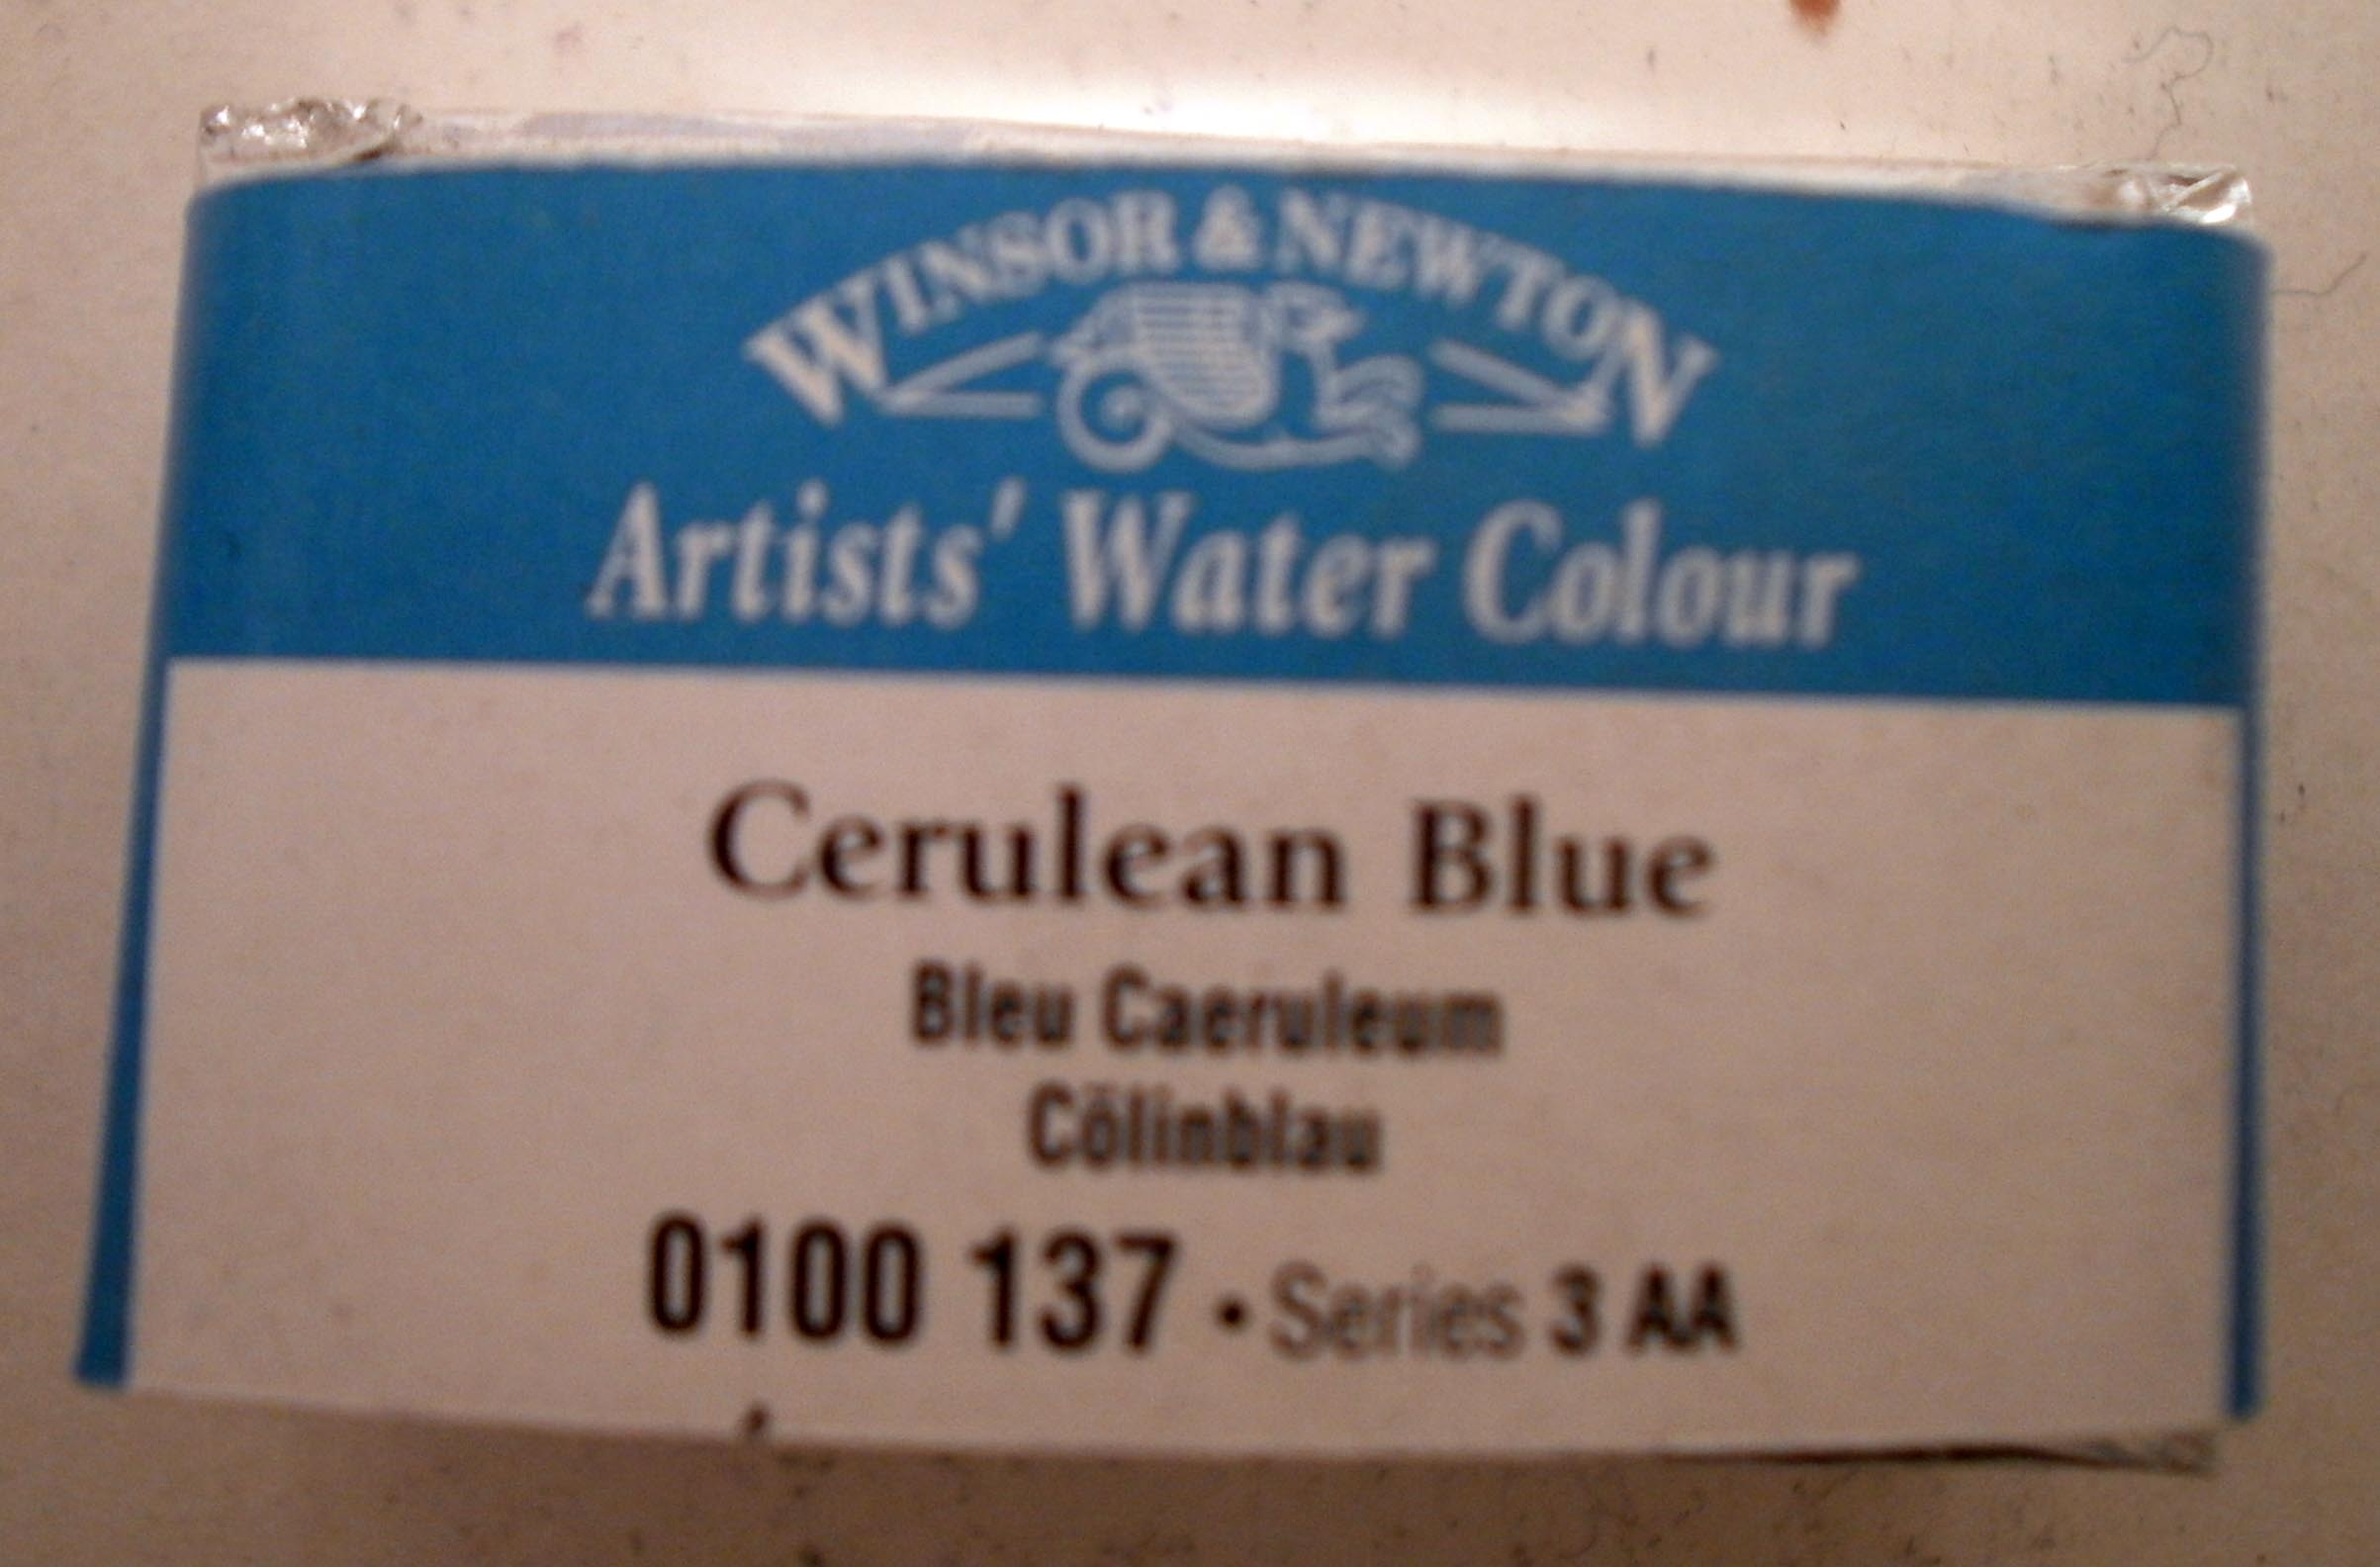 WINSOR & NEWTON
Artists' Water Colour
Cerulean Blue
Bleu Caeruleum
Cölinblau
0100 137 • Series 3 AA